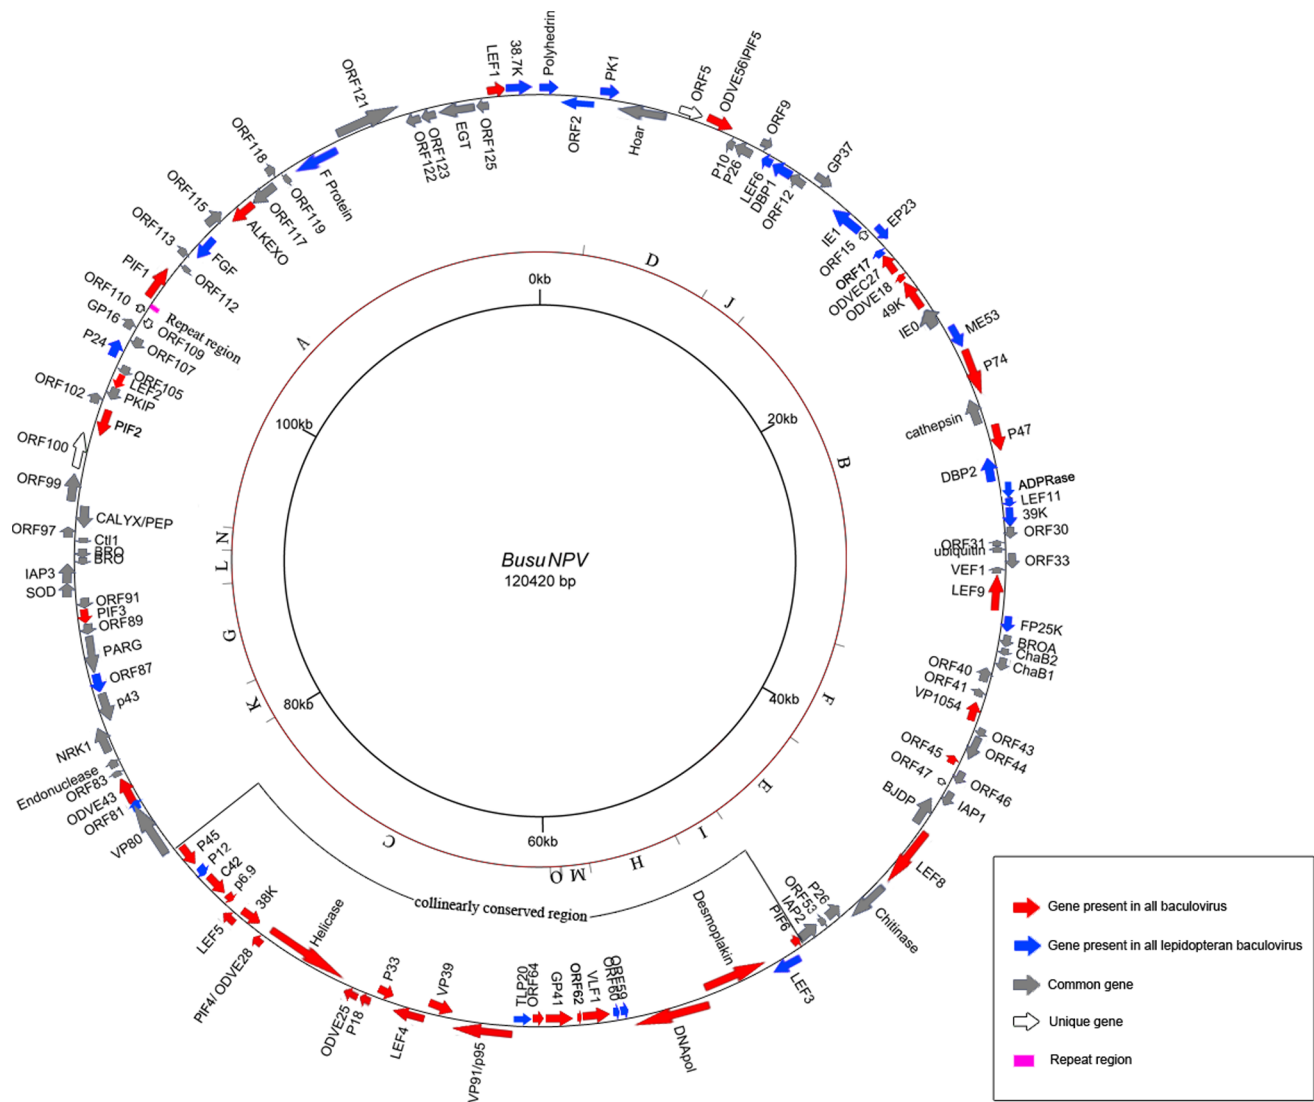 Polyhedrin
38.7K
LEF1
PK1
ORF2
Hoar
ORF5
ODVE56\PIF5
P10
P26
ORF9
LEF6
DBP1
ORF12
GP37
IE1
ORF15
EP23
ORF17
ODVEC27
ODVE18
49K
IE0
ME53
P74
cathepsin
P47
DBP2
ADPRase
LEF11
39K
ORF30
ORF31
ubiquitin
ORF33
VEF1
LEF9
FP25K
BROA
ChaB2
ChaB1
ORF40
ORF41
VP1054
ORF43
ORF44
ORF45
ORF46
ORF47
IAP1
BJDP
LEF8
Chitinase
P26
ORF53
IAP2
PIF6
LEF3
Desmoplakin
DNApol
ORF59
ORF60
VLF1
ORF62
GP41
ORF64
TLP20
VP91/p95
VP39
LEF4
P33
P18
ODVE25
Helicase
PIF4/ ODVE28
38K
LEF5
p6.9
C42
P12
P45
VP80
ORF81
ODVE43
ORF83
Endonuclease
NRK1
p43
ORF87
PARG
ORF89
PIF3
ORF91
SOD
IAP3
BRO
BRO
Ctl1
ORF97
CALYX/PEP
ORF99
ORF100
PIF2
ORF102
PKIP
LEF2
ORF105
P24
ORF107
GP16
ORF109
ORF110
Repeat region
PIF1
ORF112
ORF113
FGF
ORF115
ALKEXO
ORF117
ORF118
ORF119
F Protein
ORF121
ORF122
ORF123
EGT
ORF125
A
D
J
B
F
E
I
H
M
O
C
K
G
L
N
0kb
20kb
40kb
60kb
80kb
100kb
Busu NPV
120420 bp
collinearly conserved region
Gene present in all baculovirus
Gene present in all lepidopteran baculovirus
Common gene
Unique gene
Repeat region